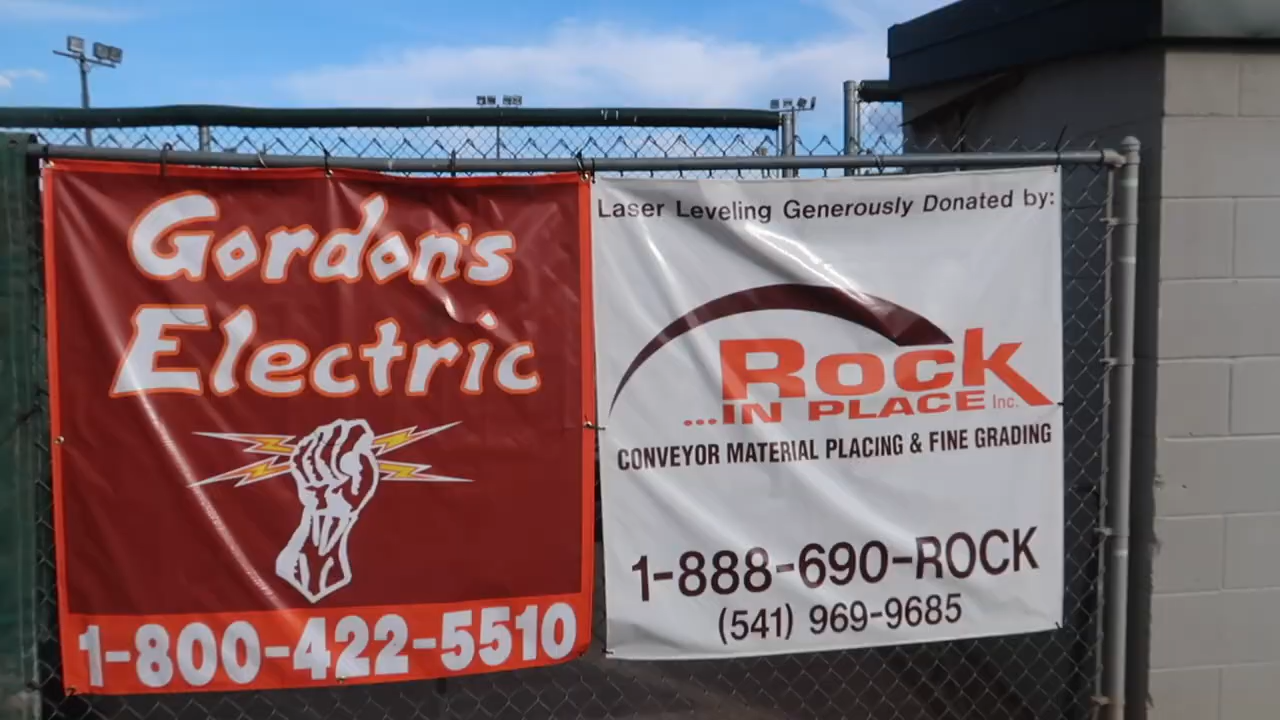 Gordon's
Electric
1-800-422-5510
Laser Leveling Generously Donated by:
Rock
...IN PLACE Inc.
CONVEYOR MATERIAL PLACING & FINE GRADING
1-888-690-ROCK
(541) 969-9685